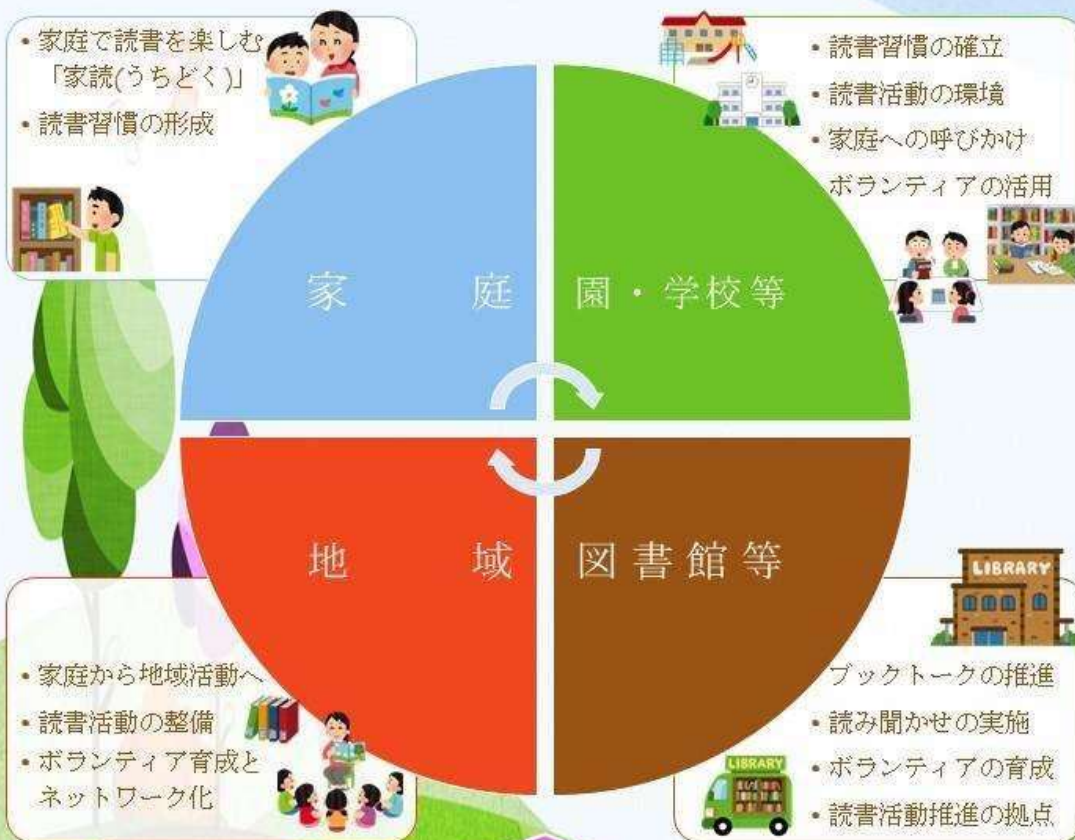 ・家庭で読書を楽しむ
「家読(うちどく)」
・読書習慣の形成
・読書習慣の確立
・読書活動の環境
・家庭への呼びかけ
ボランティアの活用
家庭
園・学校等
地域
図書館等
・家庭から地域活動へ
・読書活動の整備
・ボランティア育成と
ネットワーク化
LIBRARY
ブックトークの推進
・読み聞かせの実施
・ボランティアの育成
・読書活動推進の拠点
LIBRARY